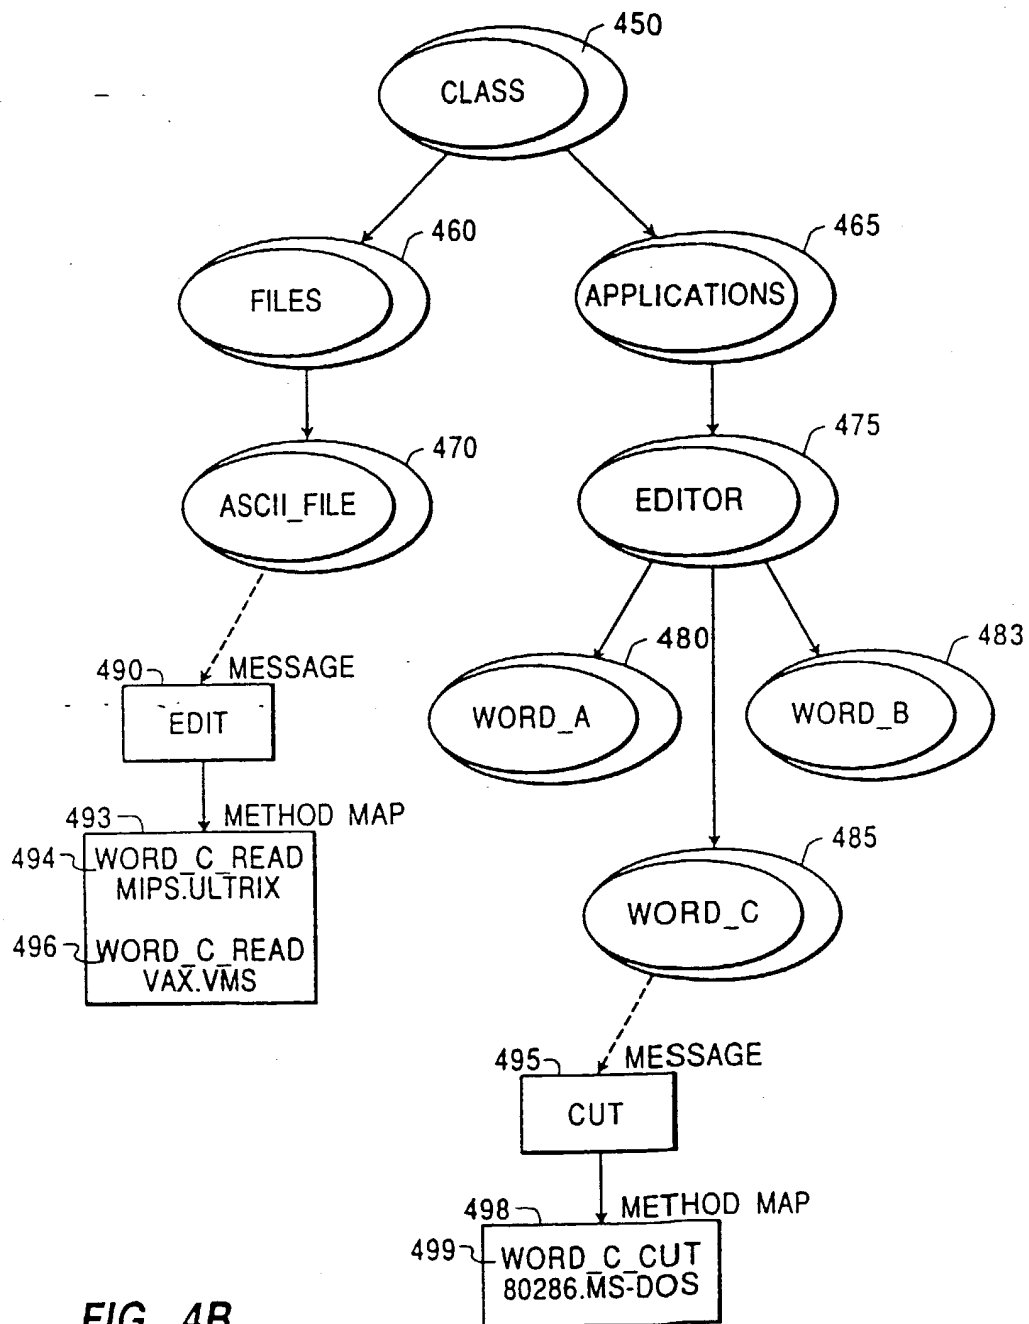 450
CLASS
460
465
FILES
APPLICATIONS
470
475
ASCII_FILE
EDITOR
480
483
490
MESSAGE
WORD_A
WORD_B
EDIT
493
METHOD MAP
485
494
WORD_C_READ
MIPS.ULTRIX
WORD_C
496
WORD_C_READ
VAX.VMS
495
MESSAGE
CUT
498
METHOD MAP
499
WORD_C_CUT
80286.MS-DOS
FIG. 4B